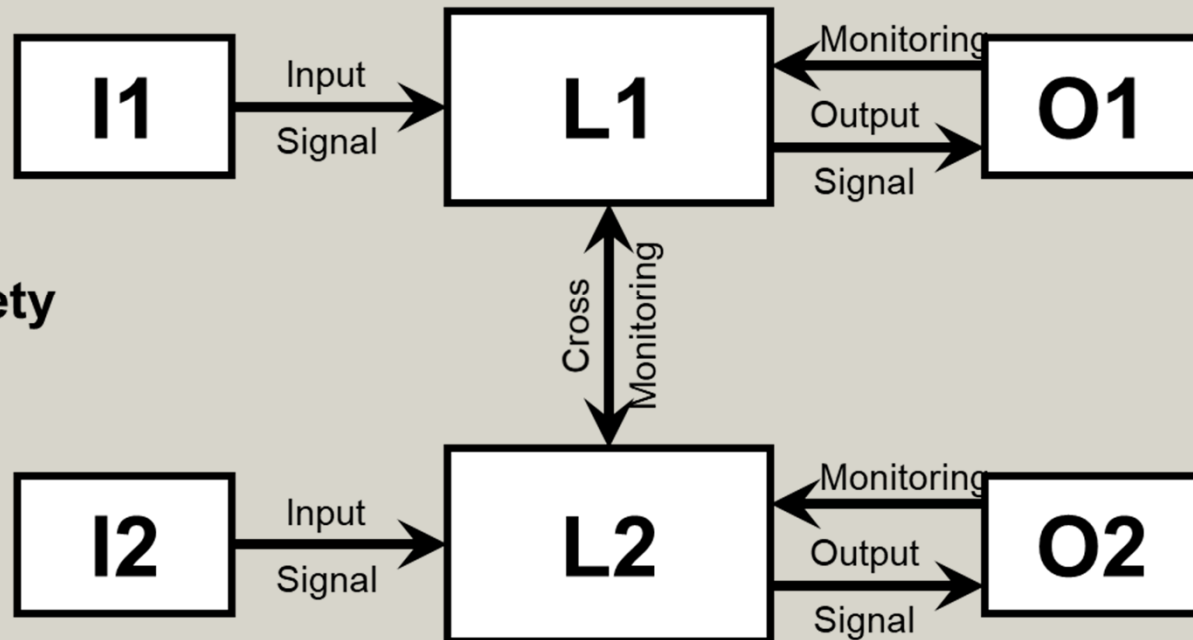 Monitoring
I1
Input
Signal
L1
Output
Signal
O1
Cross
Monitoring
ety
Monitoring
I2
Input
Signal
L2
Output
Signal
O2